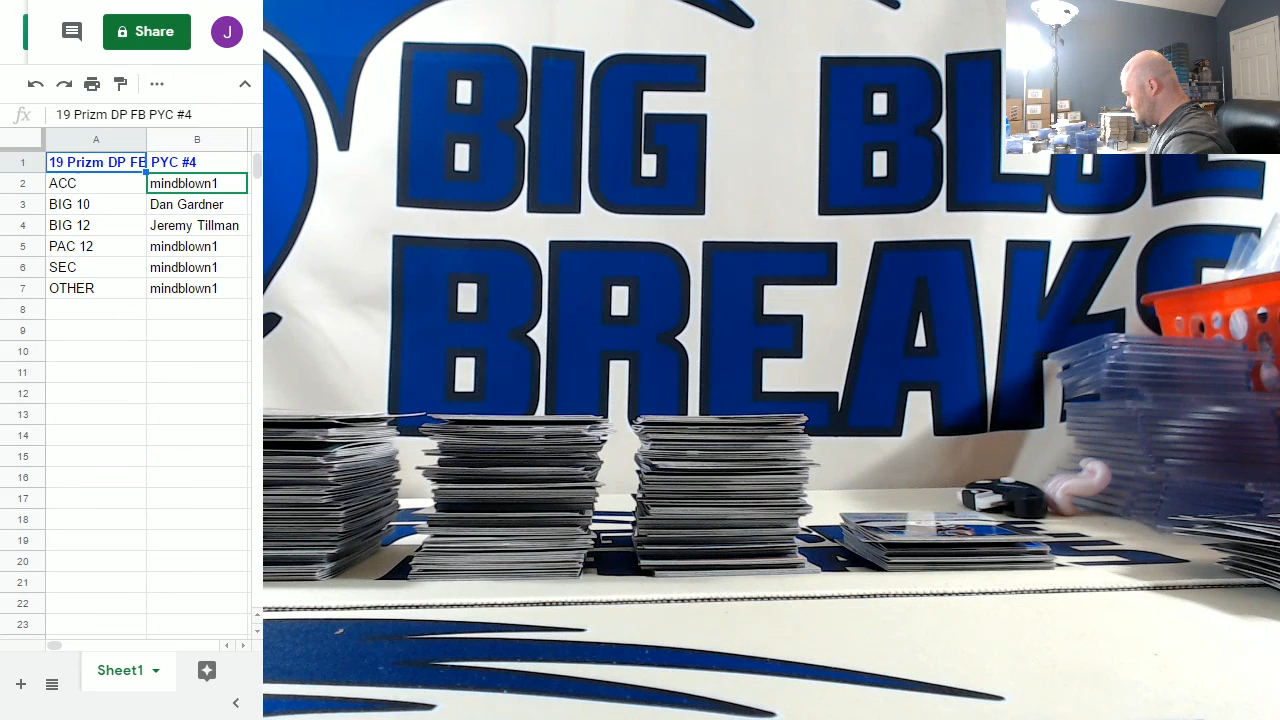 Share
J
fx 19 Prizm DP FB PYC #4
A B
1 19 Prizm DP FB PYC #4
2 ACC mindblown1
3 BIG 10 Dan Gardner
4 BIG 12 Jeremy Tillman
5 PAC 12 mindblown1
6 SEC mindblown1
7 OTHER mindblown1
8
9
10
11
12
13
14
15
16
17
18
19
20
21
22
23
Sheet1
BIG BLUE
BREAKS